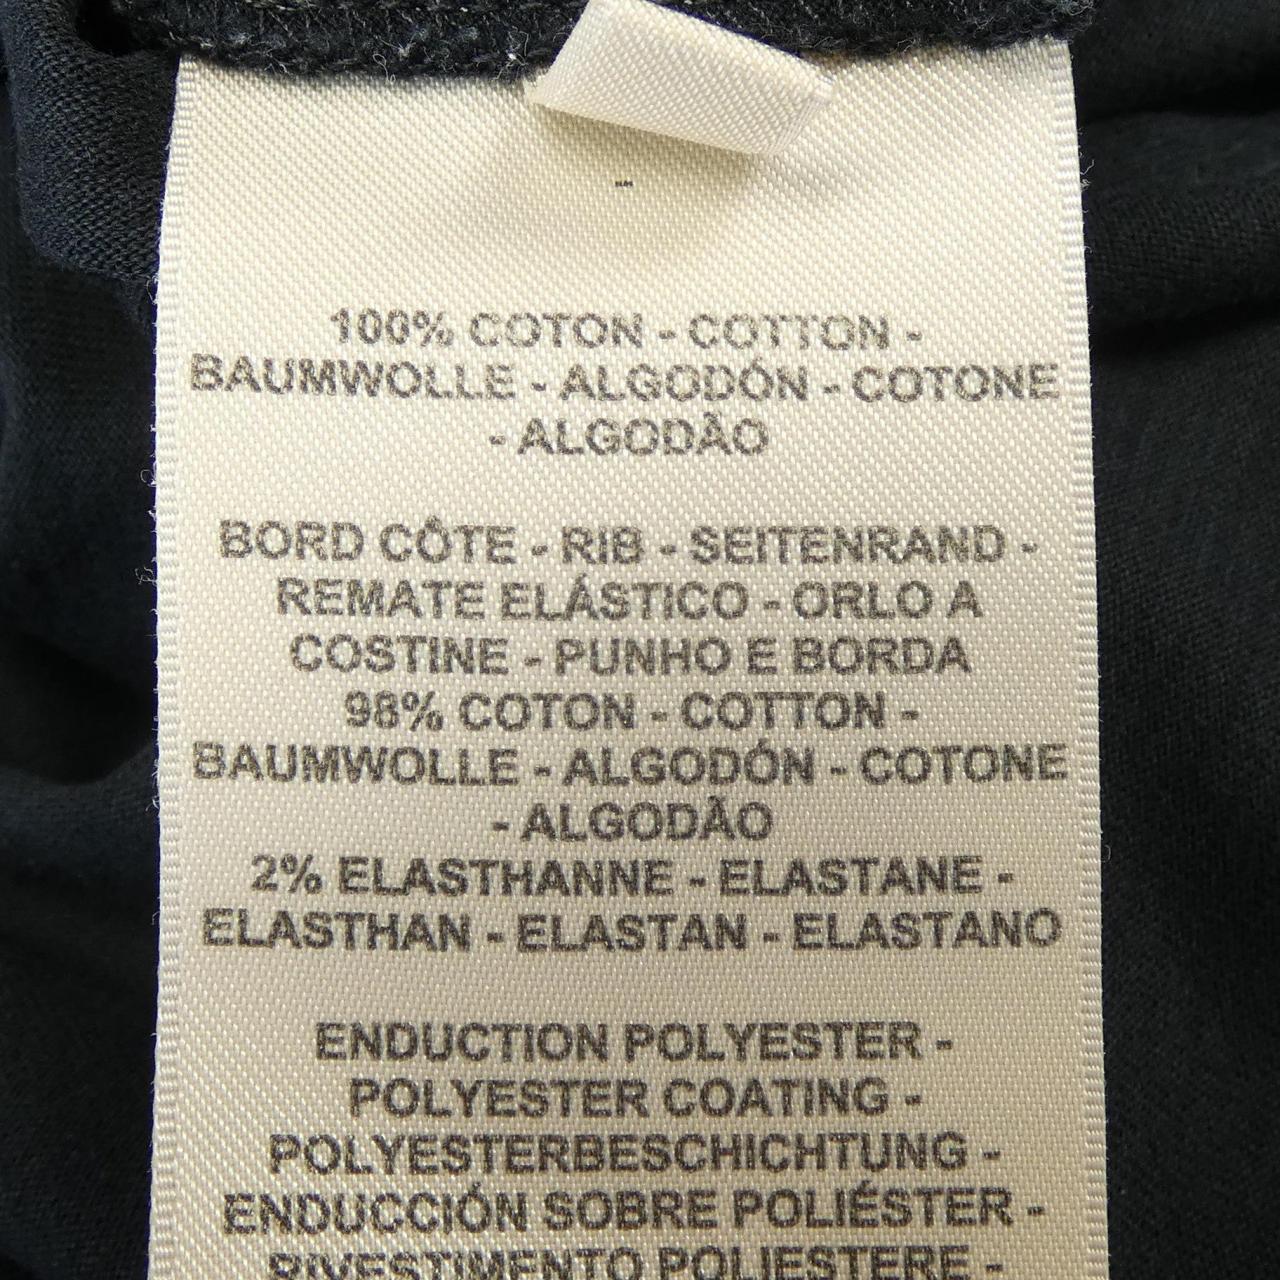 100% COTON - COTTON -
BAUMWOLLE - ALGODÓN - COTONE
- ALGODÃO
BORD CÔTE - RIB - SEITENRAND -
REMATE ELÁSTICO - ORLO A
COSTINE - PUNHO E BORDA
98% COTON - COTTON -
BAUMWOLLE - ALGODÓN - COTONE
- ALGODÃO
2% ELASTHANNE - ELASTANE -
ELASTHAN - ELASTAN - ELASTANO
ENDUCTION POLYESTER -
POLYESTER COATING -
POLYESTERBESCHICHTUNG -
ENDUCCIÓN SOBRE POLIÉSTER -
RIVESTIMENTO POLIESTERE -